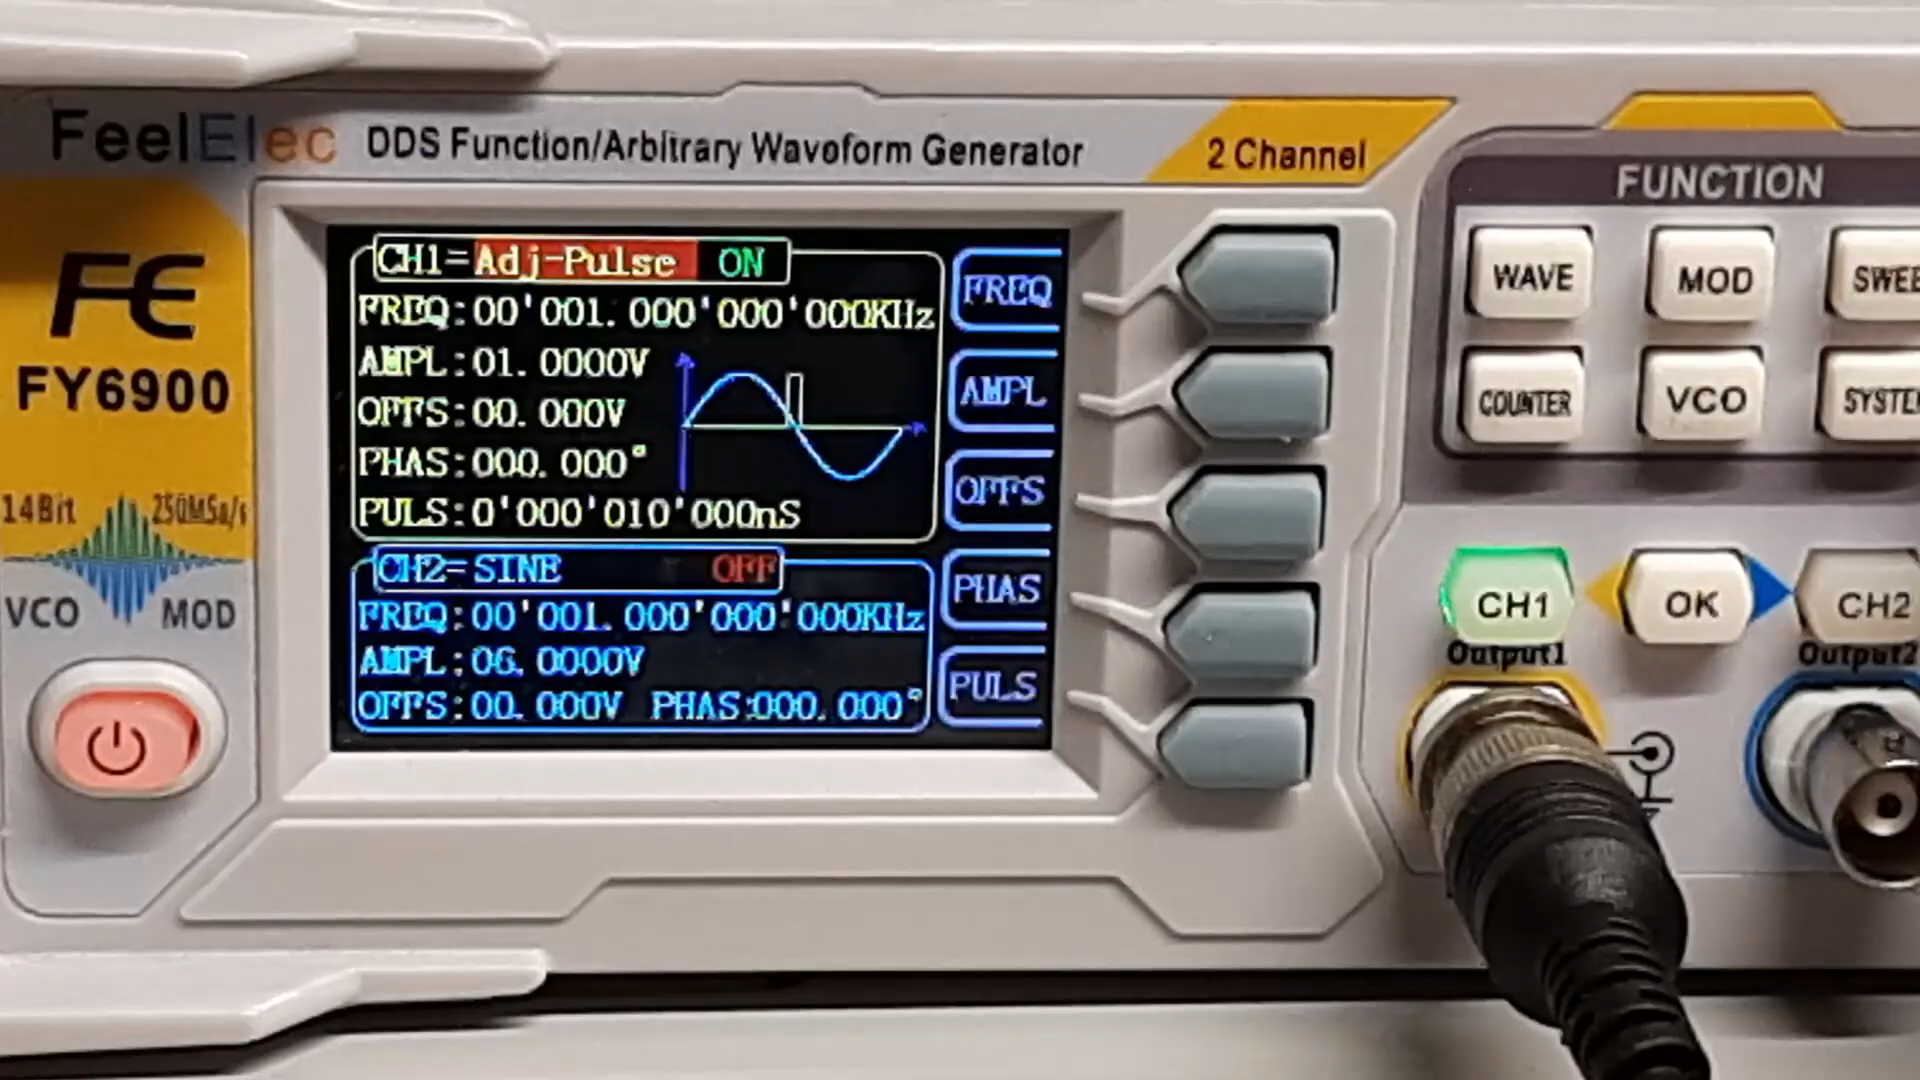 FeelElec DDS Function/Arbitrary Waveform Generator 2 Channel
FE
FY6900
14Bit 250MSa/s
VCO MOD
CH1=Adj-Pulse ON
FREQ:00'001.000'000'000KHz
AMPL:01.0000V
OFFS:00.000V
PHAS:000.000°
PULS:0'000'010'000nS
CH2=SINE OFF
FREQ:00'001.000'000'000KHz
AMPL:06.0000V
OFFS:00.000V PHAS:000.000°
FREQ
AMPL
OFFS
PHAS
PULS
FUNCTION
WAVE MOD SWEE
COUNTER VCO SYSTE
CH1 OK CH2
Output1 Output2